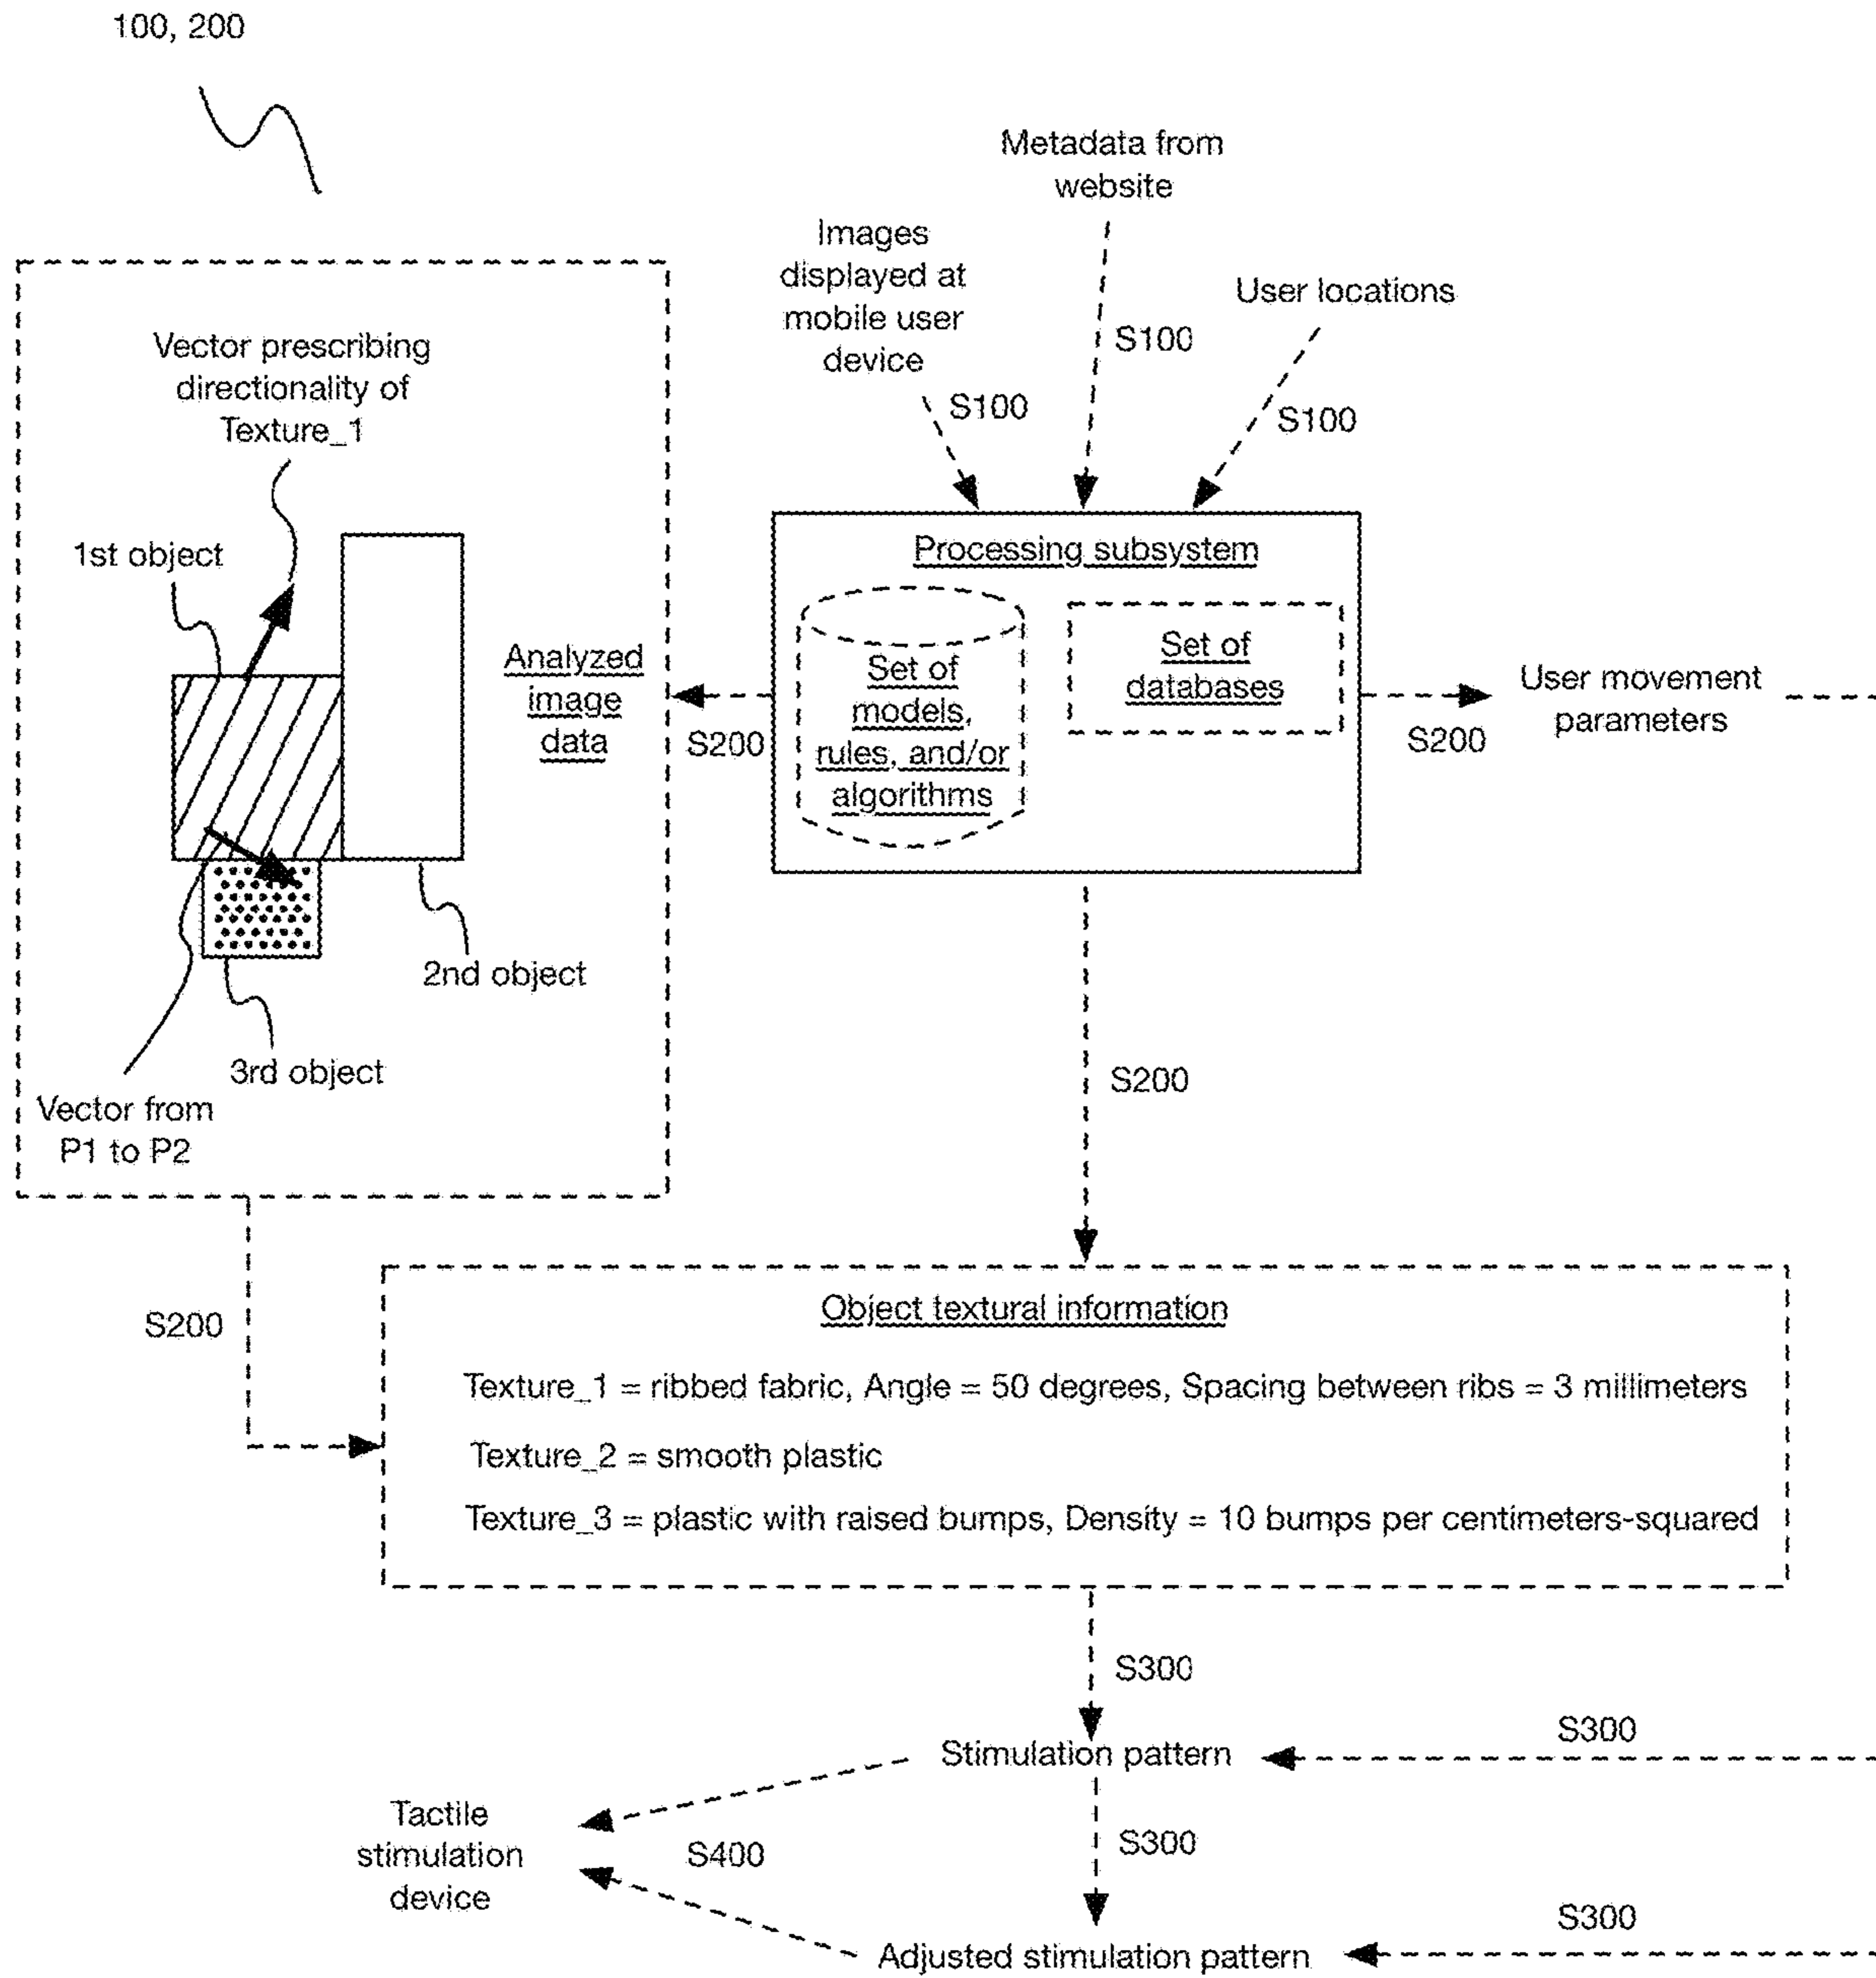 100, 200
Metadata from
website
Images
displayed at
mobile user
device
User locations
S100
S100
S100
Vector prescribing
directionality of
Texture_1
1st object
Analyzed
image
data
2nd object
3rd object
Vector from
P1 to P2
Processing subsystem
Set of
models,
rules, and/or
algorithms
Set of
databases
S200
S200
User movement
parameters
S200
S200
Object textural information
Texture_1 = ribbed fabric, Angle = 50 degrees, Spacing between ribs = 3 millimeters
Texture_2 = smooth plastic
Texture_3 = plastic with raised bumps, Density = 10 bumps per centimeters-squared
S300
Stimulation pattern
S300
Tactile
stimulation
device
S400
S300
Adjusted stimulation pattern
S300